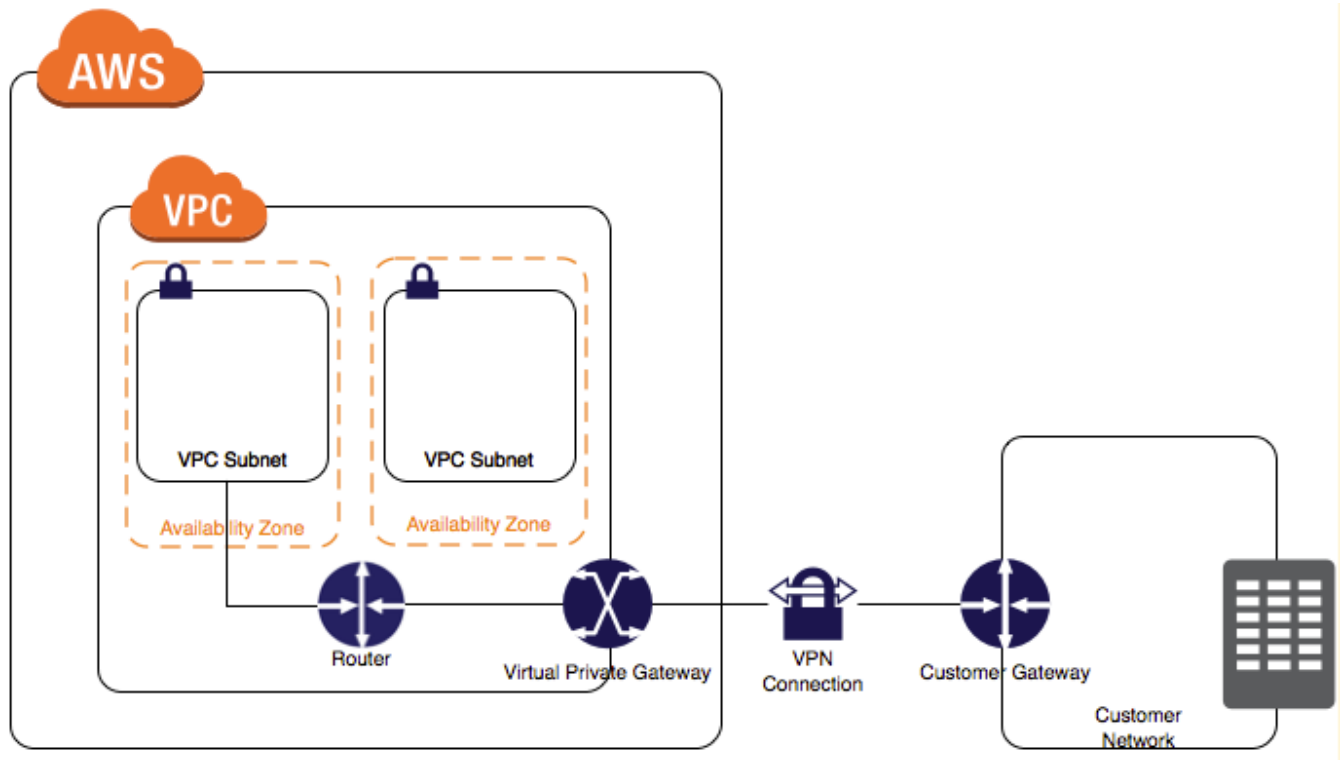 AWS
VPC
VPC Subnet
Availability Zone
VPC Subnet
Availability Zone
Router
Virtual Private Gateway
VPN
Connection
Customer Gateway
Customer
Network